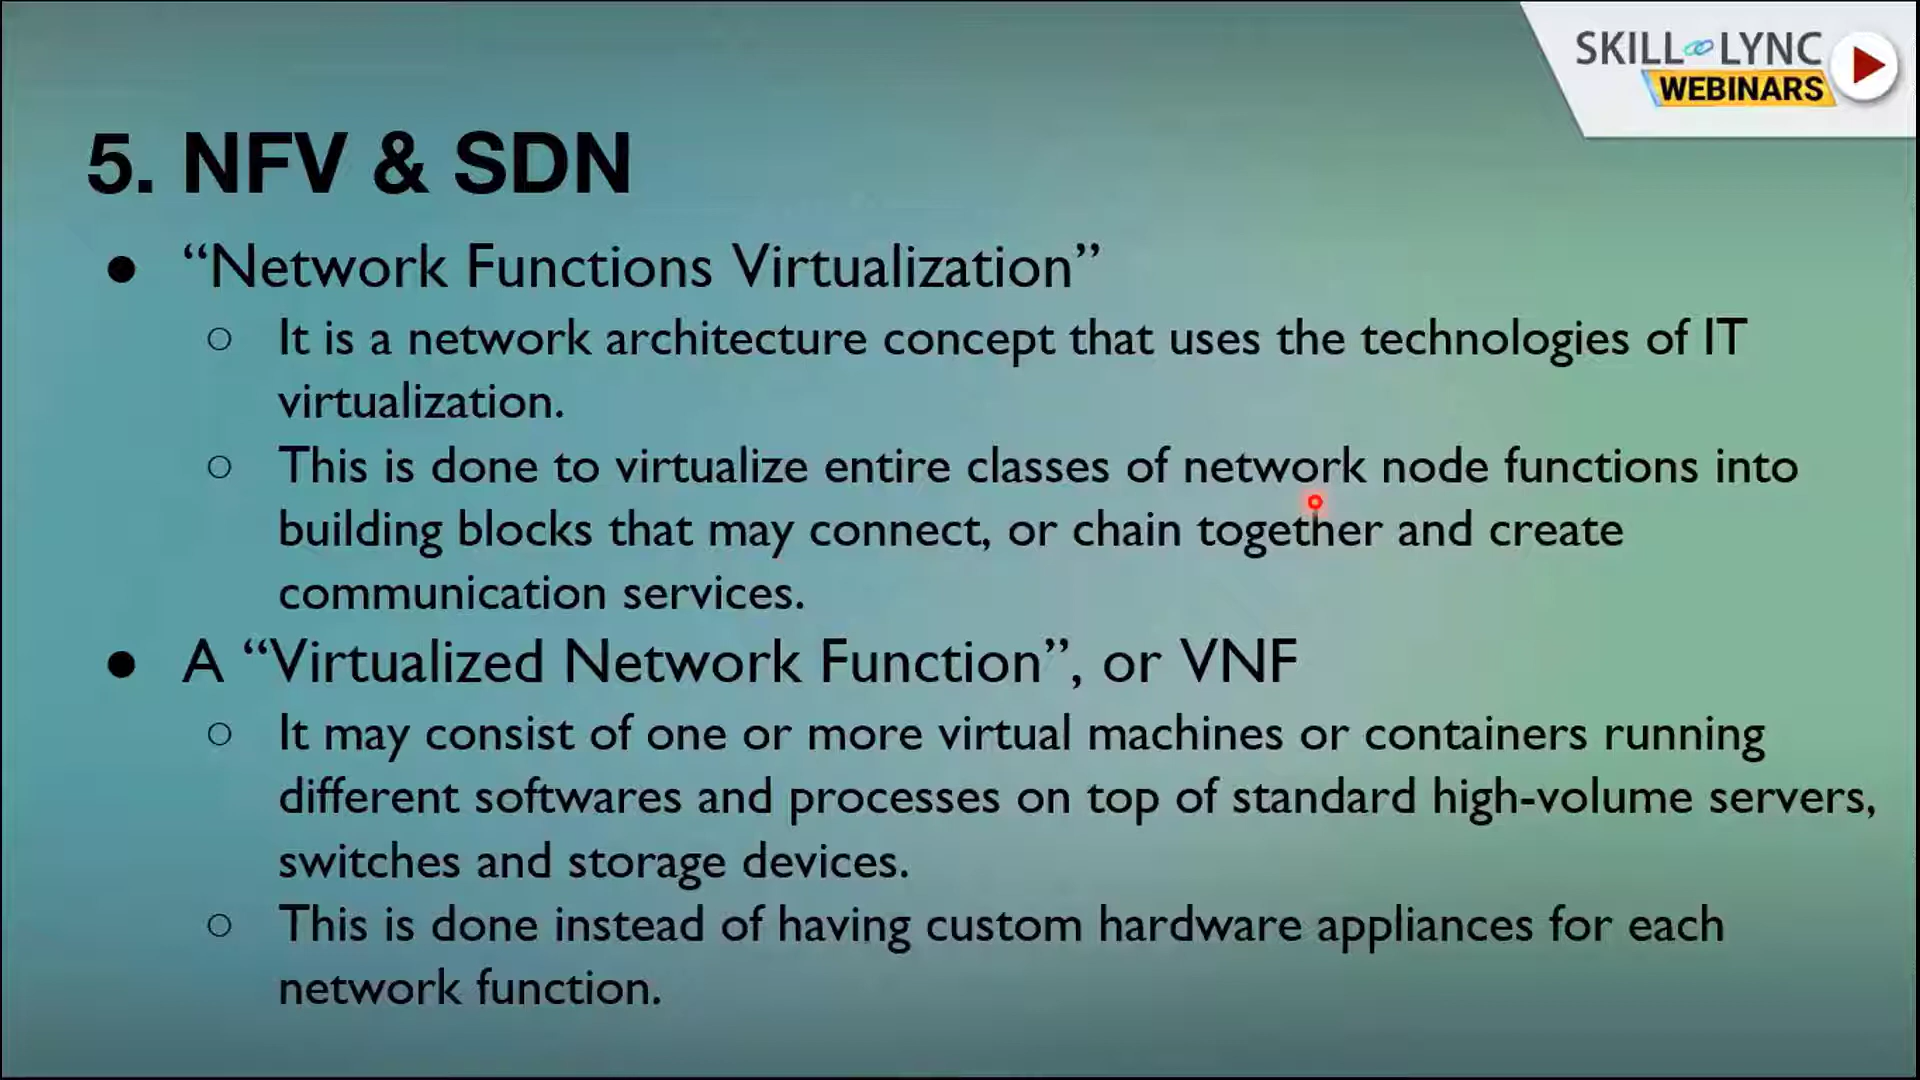 SKILL LYNC
WEBINARS
5. NFV & SDN
● “Network Functions Virtualization”
○ It is a network architecture concept that uses the technologies of IT
virtualization.
○ This is done to virtualize entire classes of network node functions into
building blocks that may connect, or chain together and create
communication services.
● A “Virtualized Network Function”, or VNF
○ It may consist of one or more virtual machines or containers running
different softwares and processes on top of standard high-volume servers,
switches and storage devices.
○ This is done instead of having custom hardware appliances for each
network function.